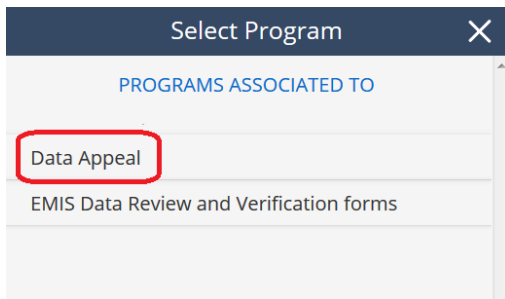 Select Program
PROGRAMS ASSOCIATED TO
Data Appeal
EMIS Data Review and Verification forms